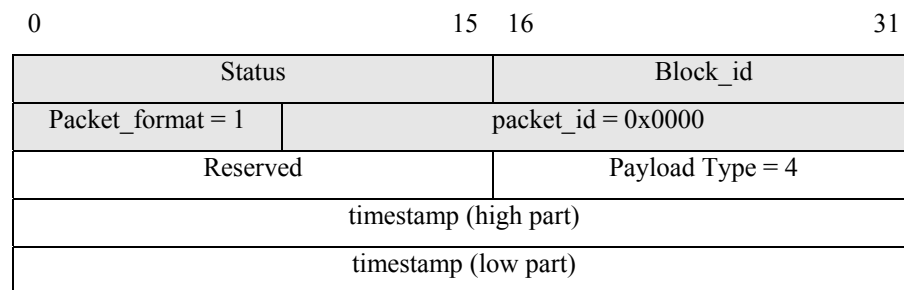 0 15 16 31
Status Block_id
Packet_format = 1 packet_id = 0x0000
Reserved Payload Type = 4
timestamp (high part)
timestamp (low part)